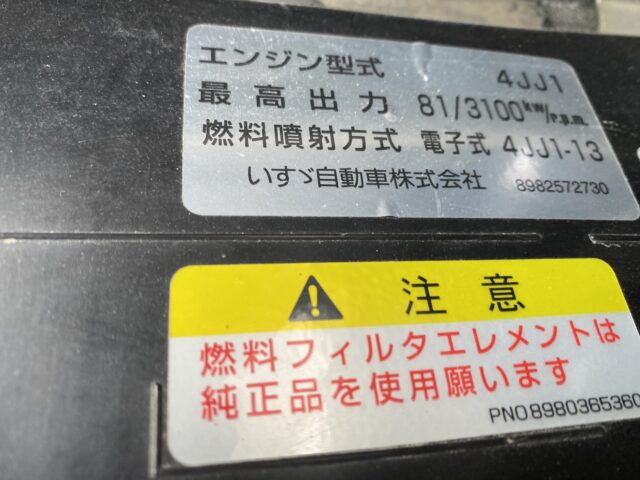 エンジン型式 4JJ1
最高出力 81/3100kW/r.p.m.
燃料噴射方式 電子式 4JJ1-13
いすゞ自動車株式会社 8982572730
注意
燃料フィルタエレメントは
純正品を使用願います
PNO.8980365360